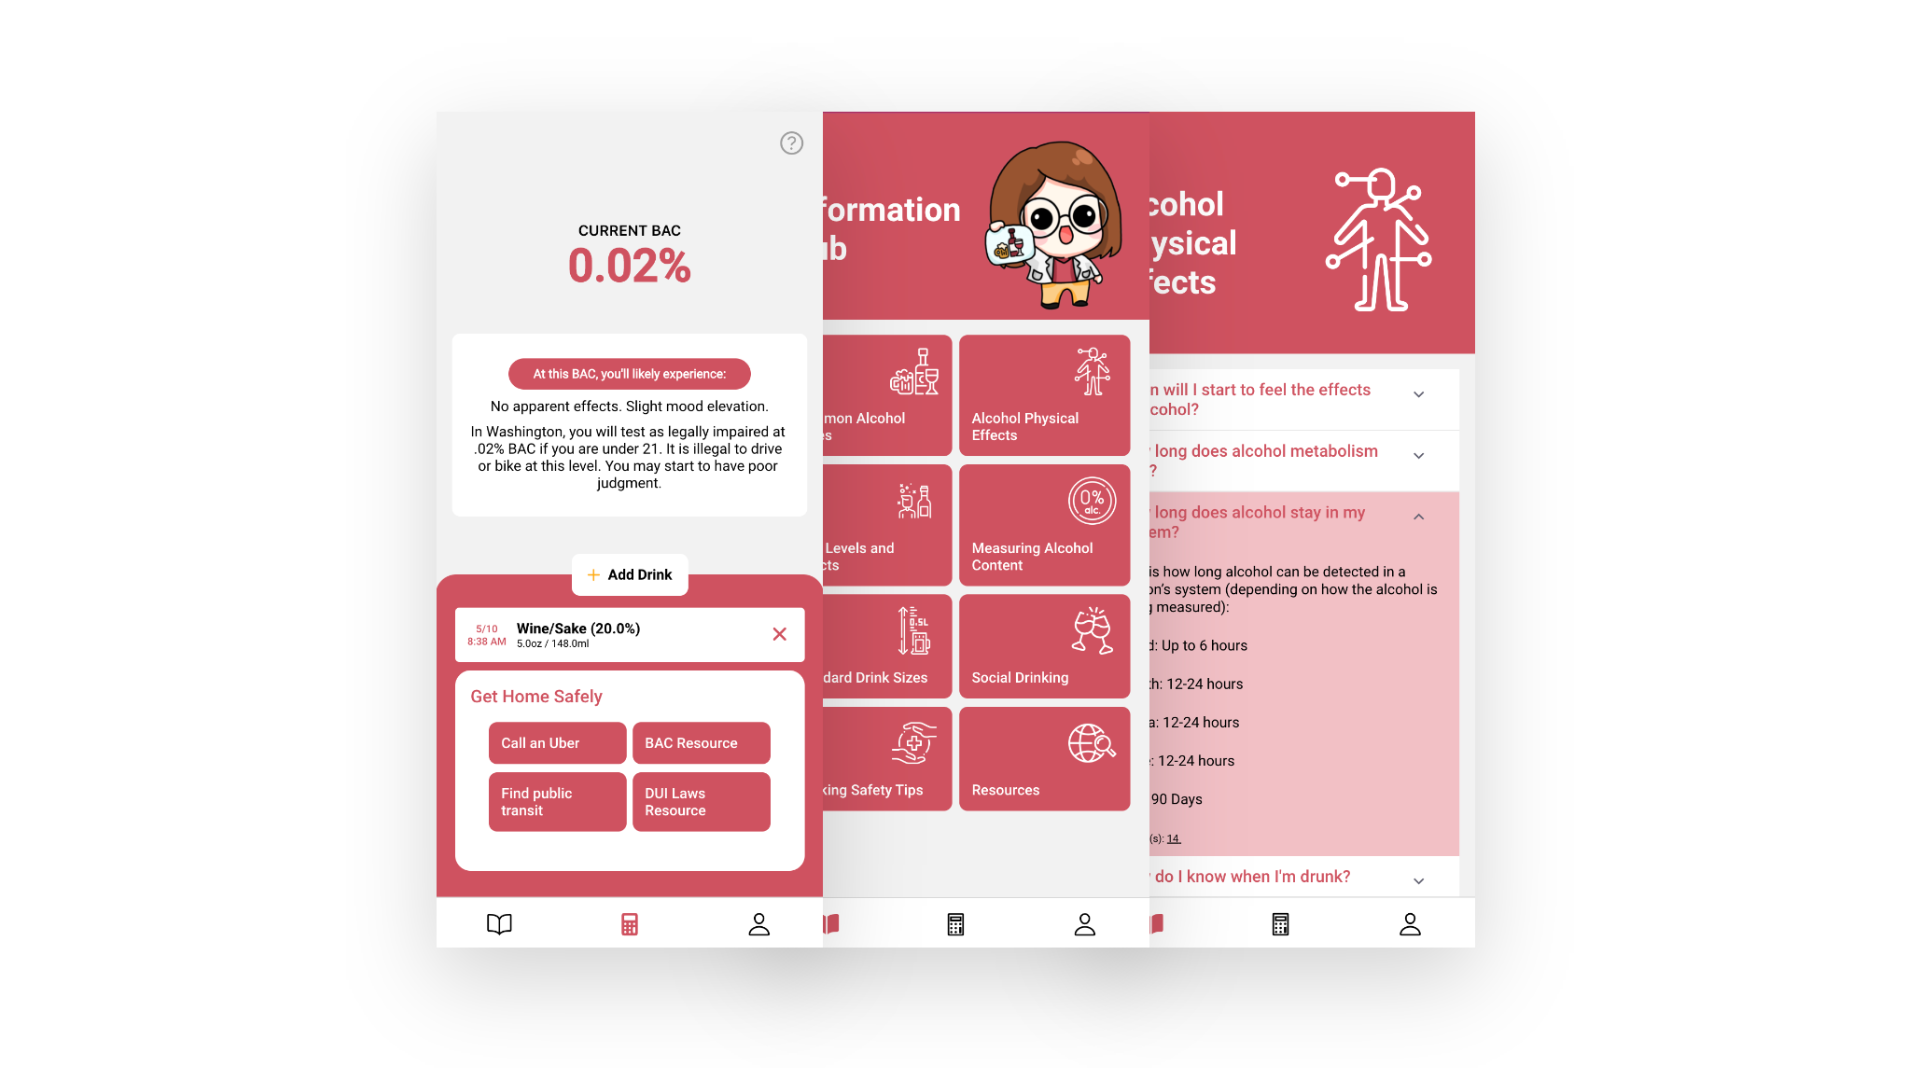 CURRENT BAC
0.02%
At this BAC, you'll likely experience:
No apparent effects. Slight mood elevation.
In Washington, you will test as legally impaired at
.02% BAC if you are under 21. It is illegal to drive
or bike at this level. You may start to have poor
judgment.
+ Add Drink
5/10
8:38 AM
Wine/Sake (20.0%)
5.0oz / 148.0ml
Get Home Safely
Call an Uber
BAC Resource
Find public
transit
DUI Laws
Resource
formation
ub
mon Alcohol
es
Alcohol Physical
Effects
Levels and
cts
0%
alc.
Measuring Alcohol
Content
0.5L
dard Drink Sizes
Social Drinking
king Safety Tips
Resources
cohol
ysical
fects
n will I start to feel the effects
cohol?
long does alcohol metabolism
?
long does alcohol stay in my
em?
is how long alcohol can be detected in a
on's system (depending on how the alcohol is
g measured):
d: Up to 6 hours
th: 12-24 hours
a: 12-24 hours
: 12-24 hours
90 Days
(s): 14
do I know when I'm drunk?